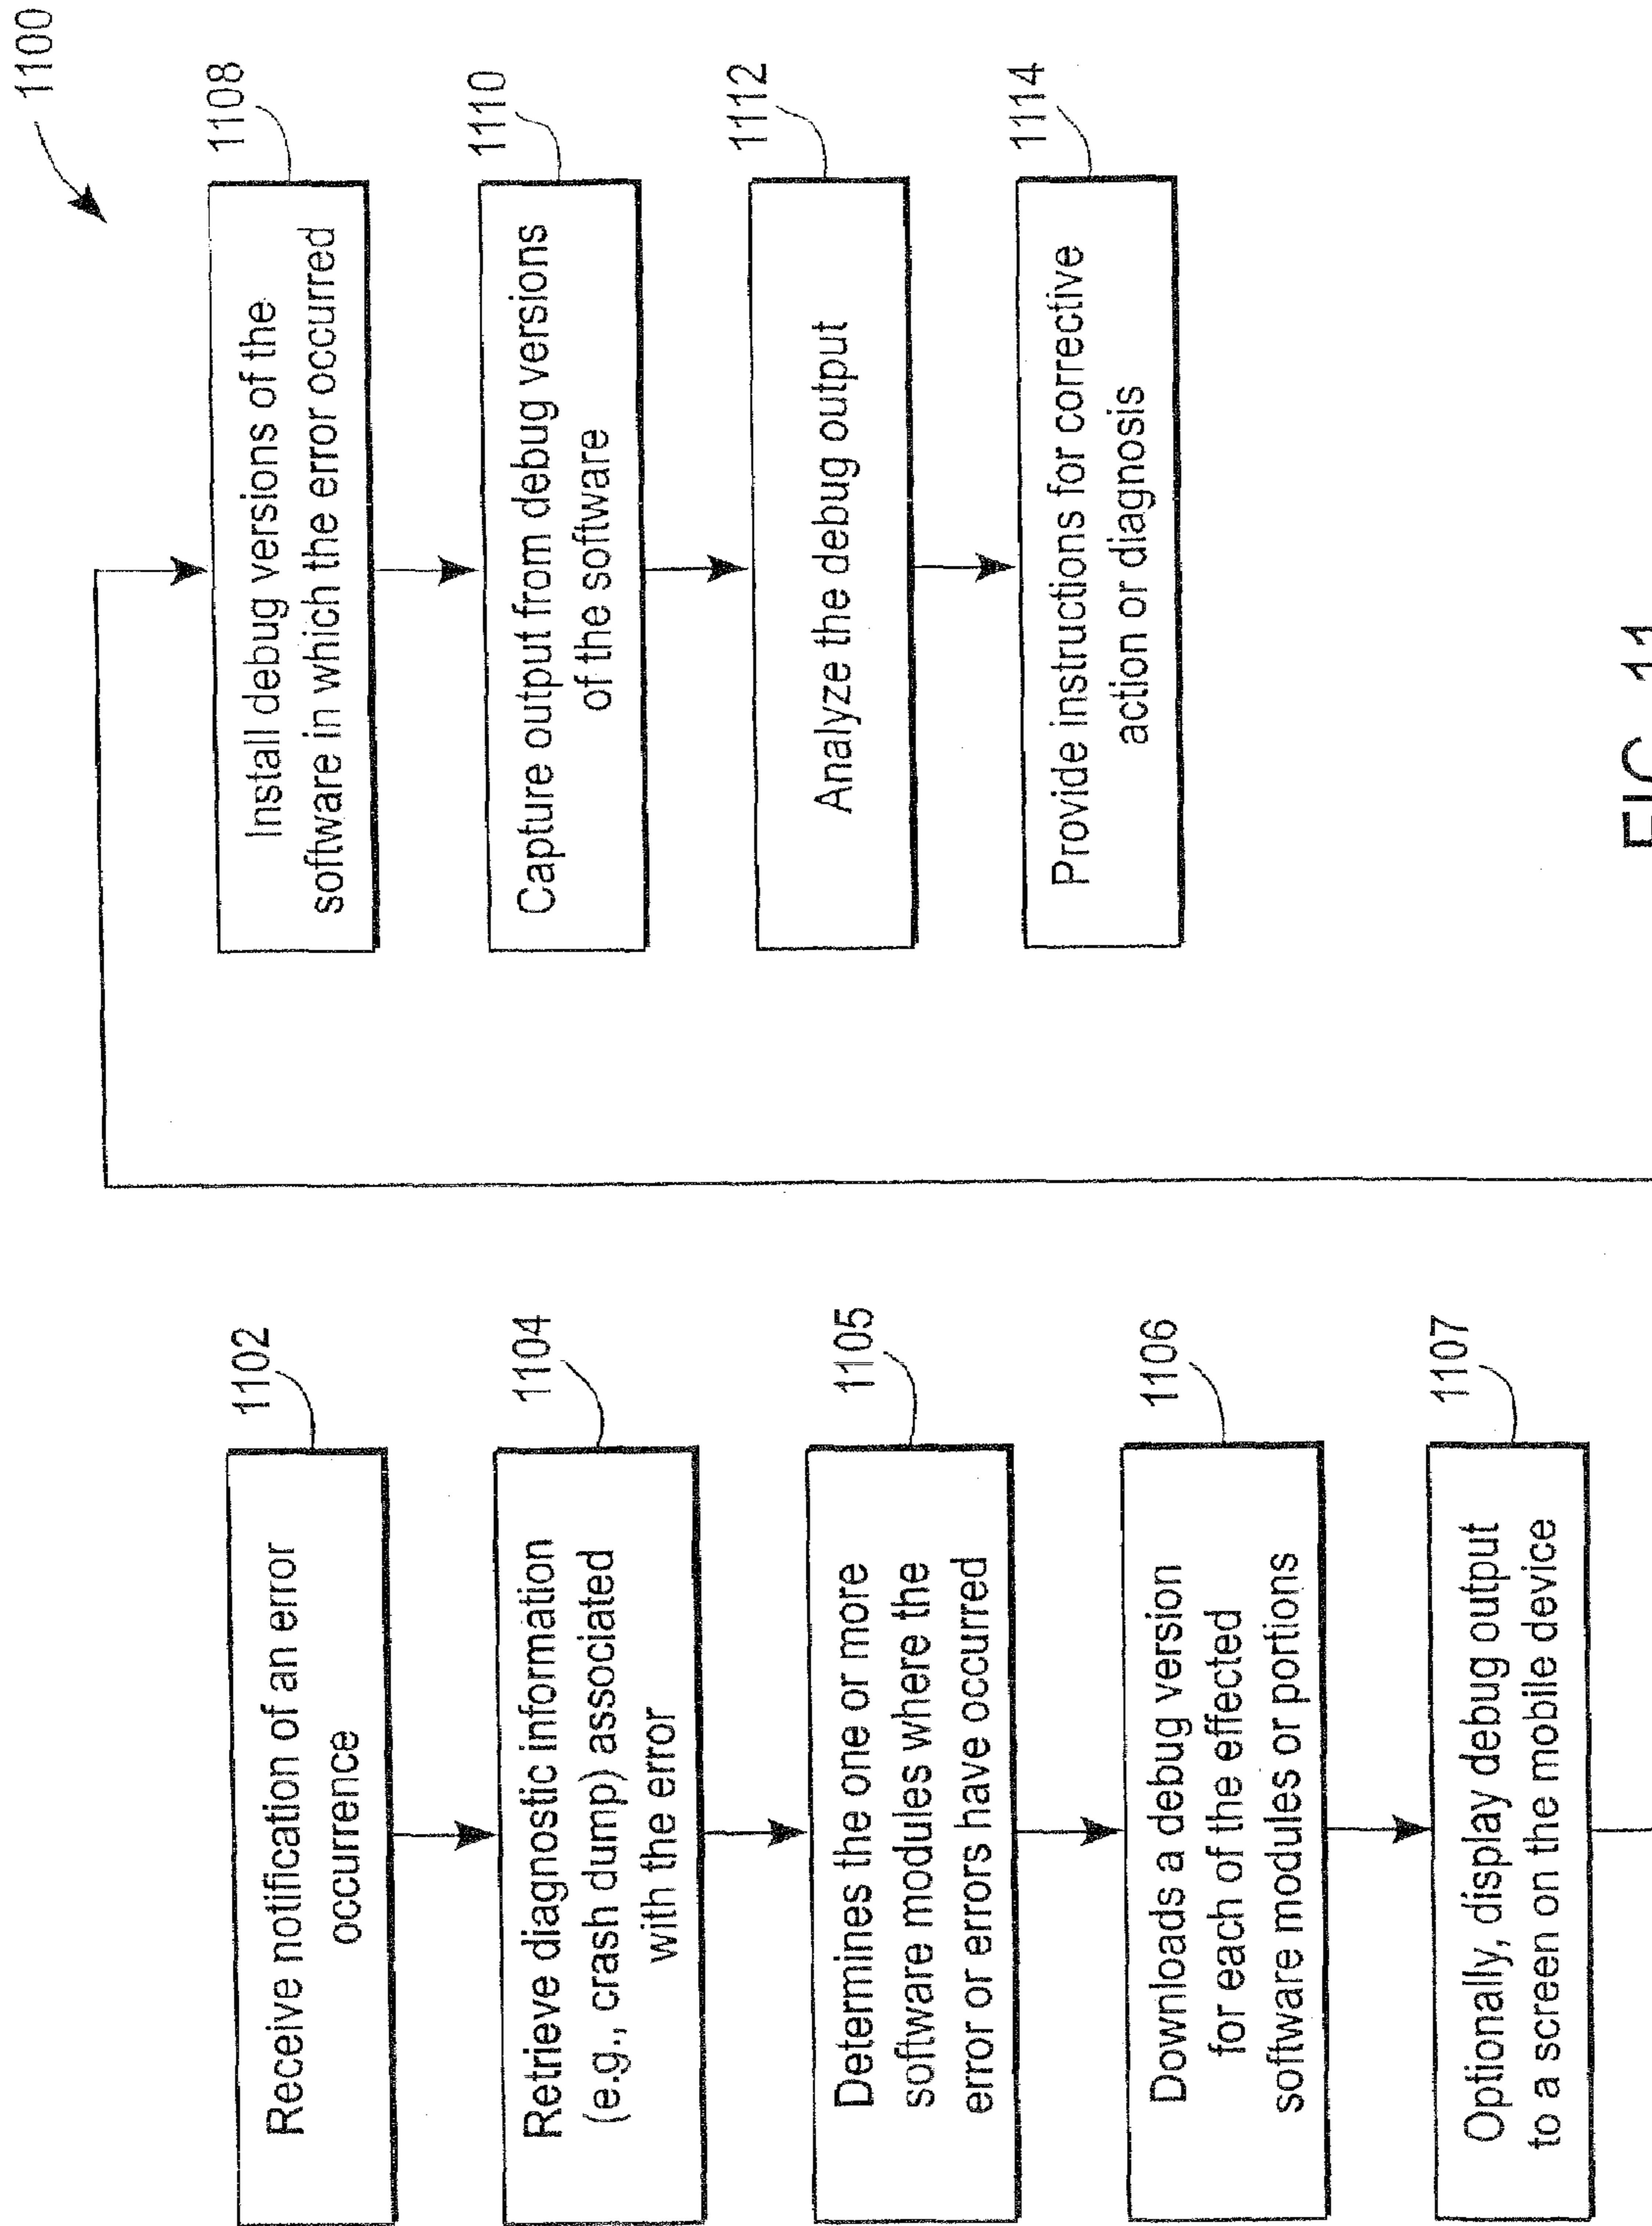 1100
1102
Receive notification of an error
occurrence
1104
Retrieve diagnostic information
(e.g., crash dump) associated
with the error
1105
Determines the one or more
software modules where the
error or errors have occurred
1106
Downloads a debug version
for each of the effected
software modules or portions
1107
Optionally, display debug output
to a screen on the mobile device
1108
Install debug versions of the
software in which the error occurred
1110
Capture output from debug versions
of the software
1112
Analyze the debug output
1114
Provide instructions for corrective
action or diagnosis
FIG 11